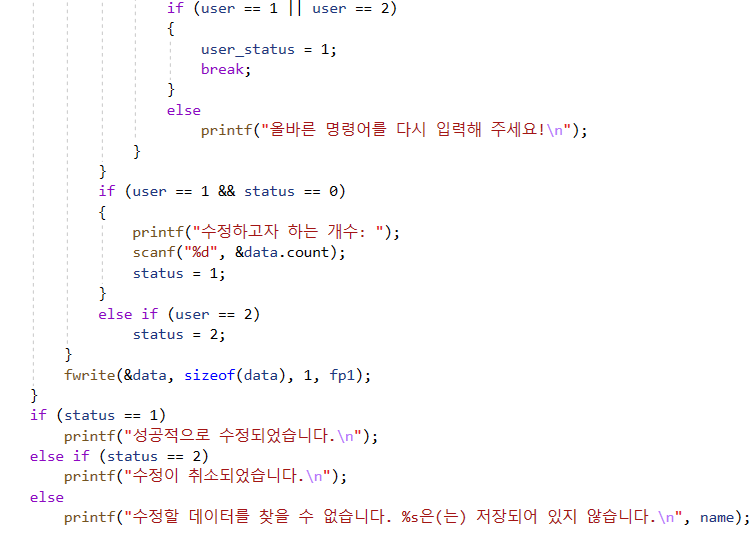 if (user == 1 || user == 2)
{
user_status = 1;
break;
}
else
printf("올바른 명령어를 다시 입력해 주세요!\n");
}
}
if (user == 1 && status == 0)
{
printf("수정하고자 하는 개수: ");
scanf("%d", &data.count);
status = 1;
}
else if (user == 2)
status = 2;
}
fwrite(&data, sizeof(data), 1, fp1);
}
if (status == 1)
printf("성공적으로 수정되었습니다.\n");
else if (status == 2)
printf("수정이 취소되었습니다.\n");
else
printf("수정할 데이터를 찾을 수 없습니다. %s은(는) 저장되어 있지 않습니다.\n", name);